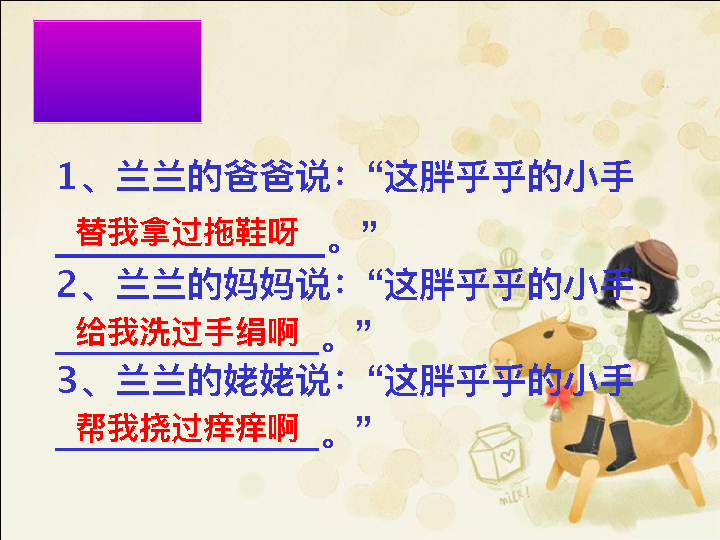 1、兰兰的爸爸说：“这胖乎乎的小手
替我拿过拖鞋呀。”
2、兰兰的妈妈说：“这胖乎乎的小手
给我洗过手绢啊。”
3、兰兰的姥姥说：“这胖乎乎的小手
帮我挠过痒痒啊。”
milk!